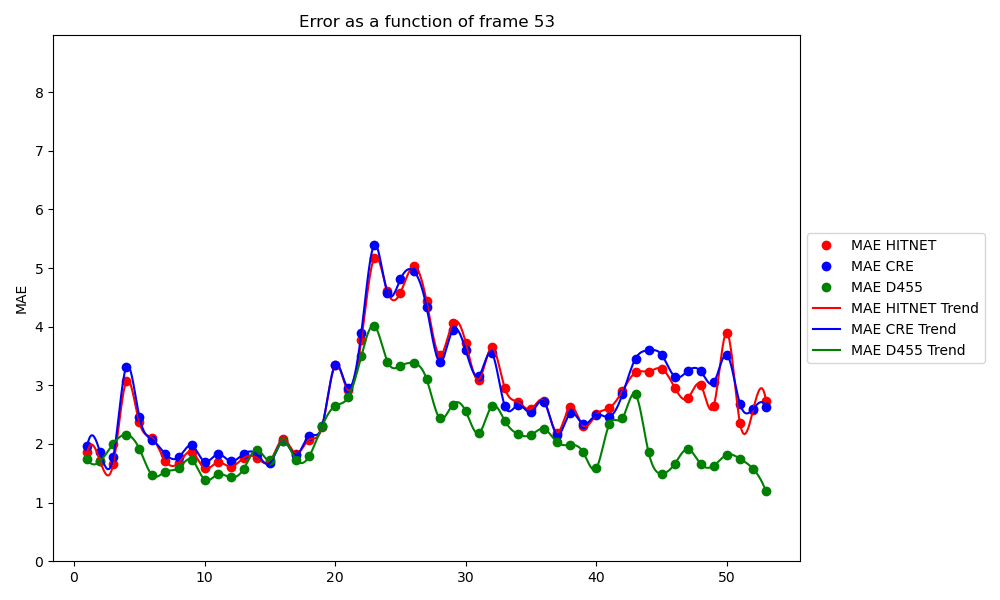 Error as a function of frame 53
MAE
8
7
6
5
4
3
2
1
0
0 10 20 30 40 50
MAE HITNET
MAE CRE
MAE D455
MAE HITNET Trend
MAE CRE Trend
MAE D455 Trend